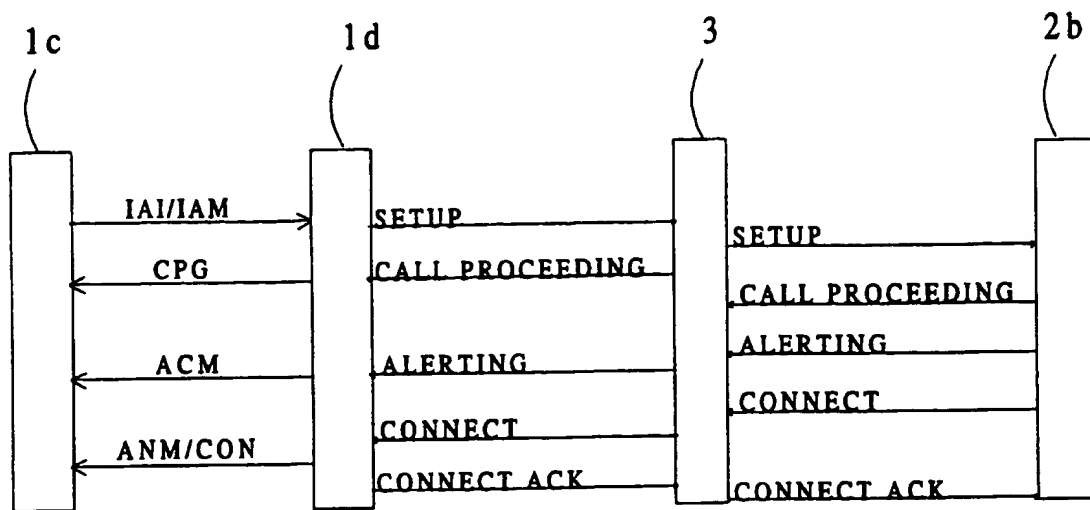 1c
1d
3
2b
IAI/IAM
SETUP
SETUP
CPG
CALL PROCEEDING
CALL PROCEEDING
ALERTING
ACM
ALERTING
CONNECT
CONNECT
ANM/CON
CONNECT ACK
CONNECT ACK